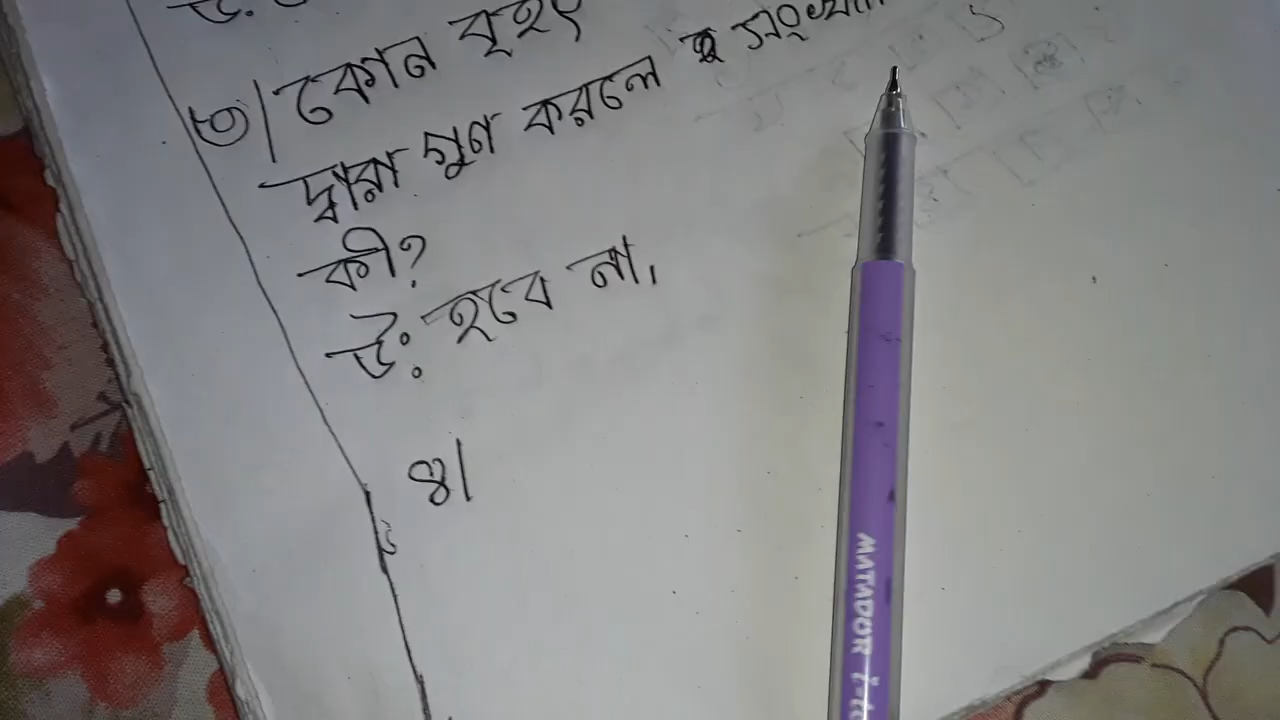 ৩| কোন বৃহৎ
দ্বারা গুণ করলে সংখ্যা
কী?
উঃ হবে না।
৪|
MATADOR